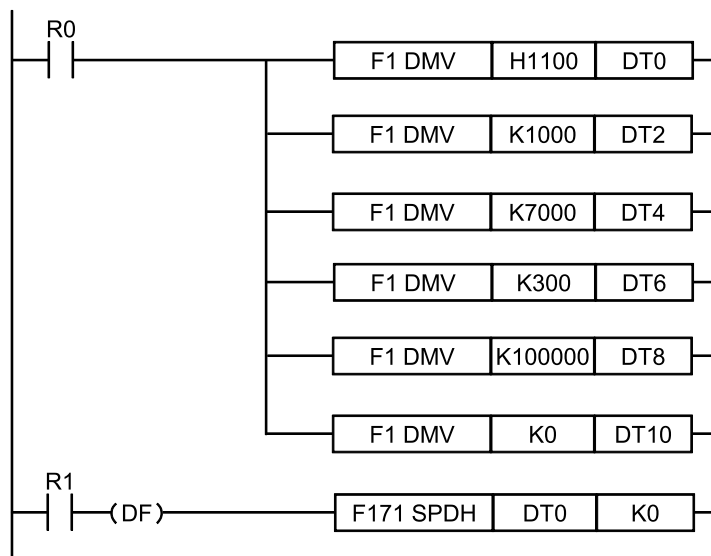 R0
F1 DMV H1100 DT0
F1 DMV K1000 DT2
F1 DMV K7000 DT4
F1 DMV K300 DT6
F1 DMV K100000 DT8
F1 DMV K0 DT10
R1
(DF) F171 SPDH DT0 K0